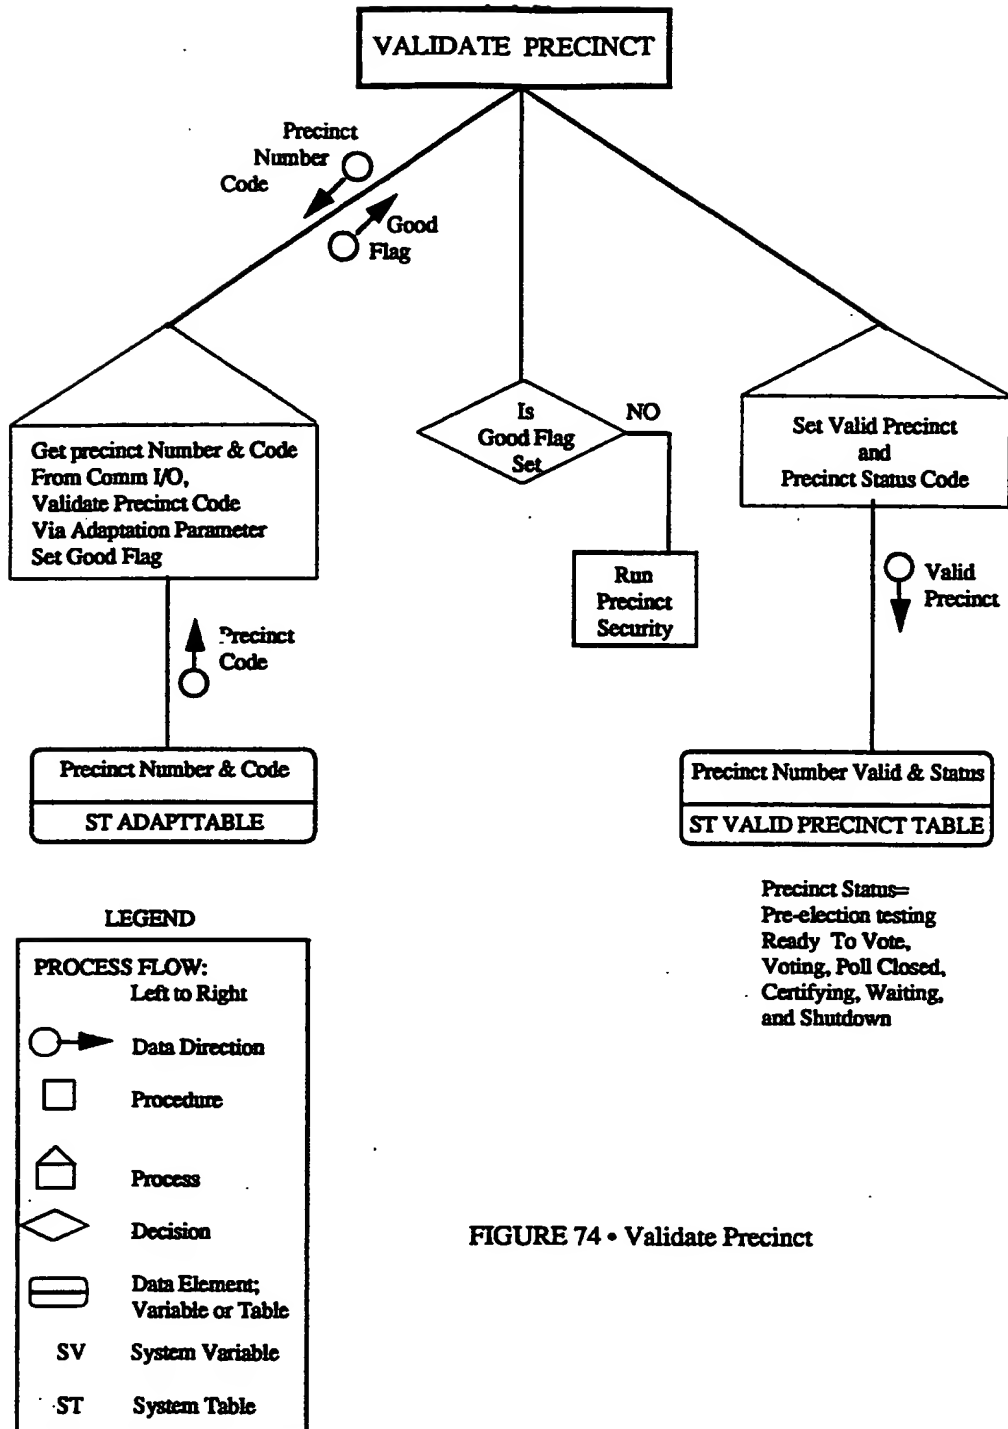 VALIDATE PRECINCT
Precinct
Number
Code
Good
Flag
Get precinct Number & Code
From Comm I/O,
Validate Precinct Code
Via Adaptation Parameter
Set Good Flag
Is
Good Flag
Set
NO
Run
Precinct
Security
Set Valid Precinct
and
Precinct Status Code
Valid
Precinct
Precinct
Code
Precinct Number & Code
ST ADAPTTABLE
Precinct Number Valid & Status
ST VALID PRECINCT TABLE
Precinct Status=
Pre-election testing
Ready To Vote,
Voting, Poll Closed,
Certifying, Waiting,
and Shutdown
LEGEND
PROCESS FLOW:
Left to Right
Data Direction
Procedure
Process
Decision
Data Element;
Variable or Table
SV System Variable
ST System Table
FIGURE 74 • Validate Precinct